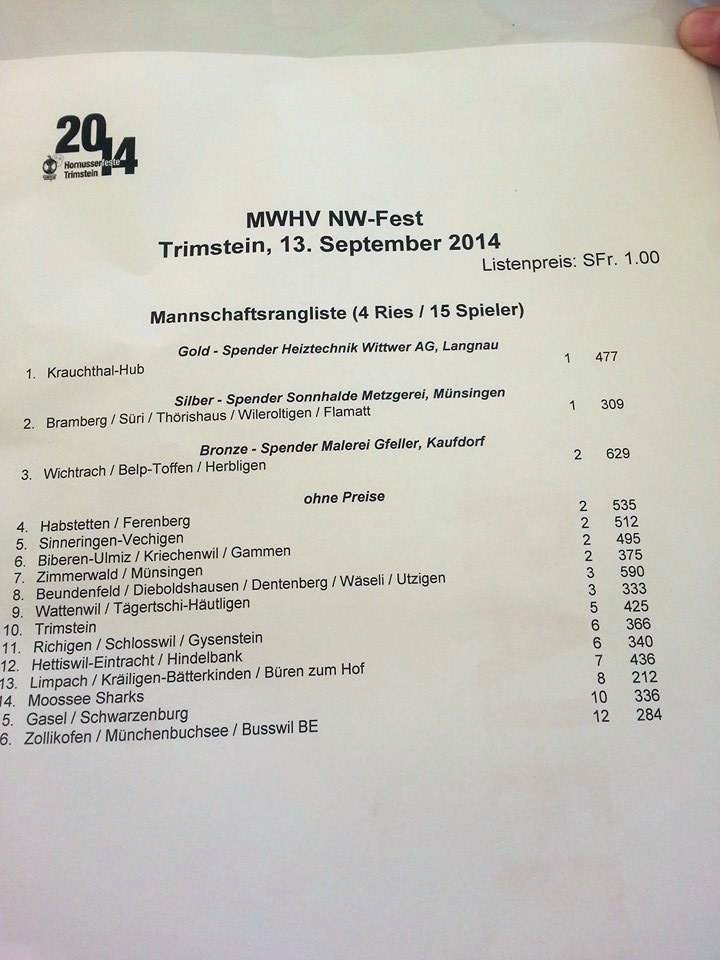 2014
Hornusserfeste
Trimstein
MWHV NW-Fest
Trimstein, 13. September 2014
Listenpreis: SFr. 1.00
Mannschaftsrangliste (4 Ries / 15 Spieler)
Gold - Spender Heiztechnik Wittwer AG, Langnau
1. Krauchthal-Hub 1 477
Silber - Spender Sonnhalde Metzgerei, Münsingen
2. Bramberg / Süri / Thörishaus / Wileroltigen / Flamatt 1 309
Bronze - Spender Malerei Gfeller, Kaufdorf
3. Wichtrach / Belp-Toffen / Herbligen 2 629
ohne Preise
4. Habstetten / Ferenberg 2 535
5. Sinneringen-Vechigen 2 512
6. Biberen-Ulmiz / Kriechenwil / Gammen 2 495
7. Zimmerwald / Münsingen 2 375
8. Beundenfeld / Dieboldshausen / Dentenberg / Wäseli / Utzigen 3 590
9. Wattenwil / Tägertschi-Häutligen 3 333
10. Trimstein 5 425
11. Richigen / Schlosswil / Gysenstein 6 366
12. Hettiswil-Eintracht / Hindelbank 6 340
13. Limpach / Kräiligen-Bätterkinden / Büren zum Hof 7 436
14. Moossee Sharks 8 212
5. Gasel / Schwarzenburg 10 336
6. Zollikofen / Münchenbuchsee / Busswil BE 12 284